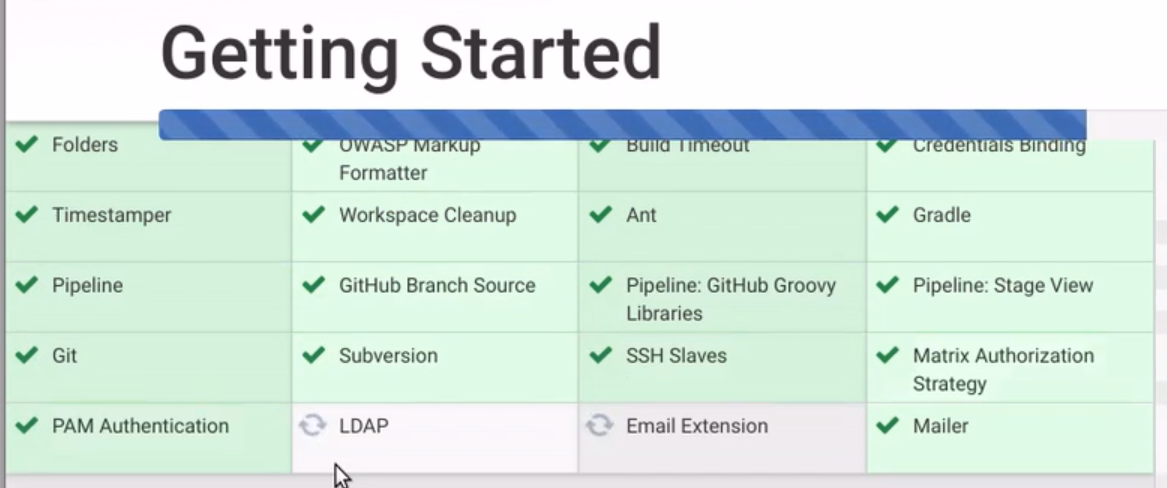 Getting Started
Folders
OWASP Markup
Formatter
Build Timeout
Credentials Binding
Timestamper
Workspace Cleanup
Ant
Gradle
Pipeline
GitHub Branch Source
Pipeline: GitHub Groovy
Libraries
Pipeline: Stage View
Git
Subversion
SSH Slaves
Matrix Authorization
Strategy
PAM Authentication
LDAP
Email Extension
Mailer